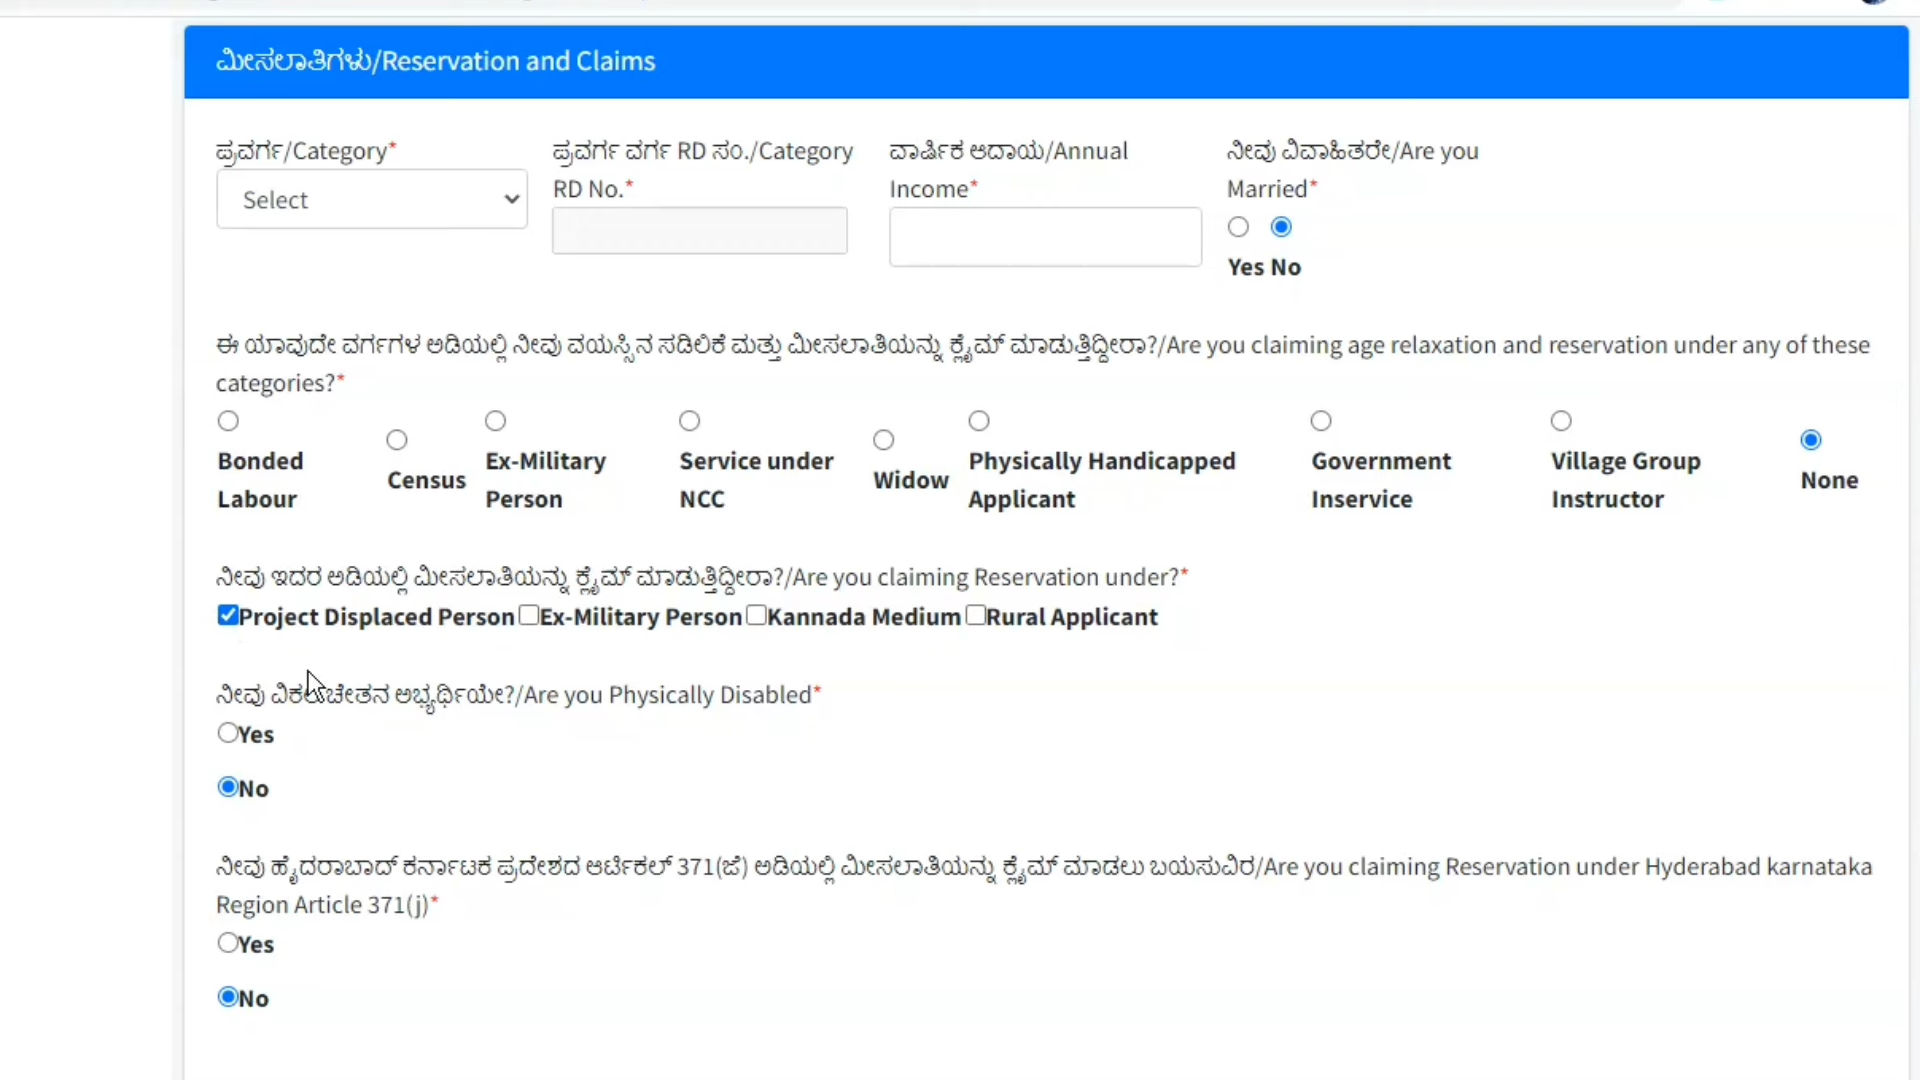 ಮೀಸಲಾತಿಗಳು/Reservation and Claims
ಪ್ರವರ್ಗ/Category*
Select
ಪ್ರವರ್ಗ ವರ್ಗ RD ಸಂ./Category
RD No.*
ವಾರ್ಷಿಕ ಆದಾಯ/Annual
Income*
ನೀವು ವಿವಾಹಿತರೇ/Are you
Married*
Yes No
ಈ ಯಾವುದೇ ವರ್ಗಗಳ ಅಡಿಯಲ್ಲಿ ನೀವು ವಯಸ್ಸಿನ ಸಡಿಲಿಕೆ ಮತ್ತು ಮೀಸಲಾತಿಯನ್ನು ಕ್ಲೈಮ್ ಮಾಡುತ್ತಿದ್ದೀರಾ?/Are you claiming age relaxation and reservation under any of these
categories?*
Bonded
Labour
Census
Ex-Military
Person
Service under
NCC
Widow
Physically Handicapped
Applicant
Government
Inservice
Village Group
Instructor
None
ನೀವು ಇದರ ಅಡಿಯಲ್ಲಿ ಮೀಸಲಾತಿಯನ್ನು ಕ್ಲೈಮ್ ಮಾಡುತ್ತಿದ್ದೀರಾ?/Are you claiming Reservation under?*
Project Displaced Person Ex-Military Person Kannada Medium Rural Applicant
ನೀವು ವಿಕಲಚೇತನ ಅಭ್ಯರ್ಥಿಯೇ?/Are you Physically Disabled*
Yes
No
ನೀವು ಹೈದರಾಬಾದ್ ಕರ್ನಾಟಕ ಪ್ರದೇಶದ ಆರ್ಟಿಕಲ್ 371(ಜೆ) ಅಡಿಯಲ್ಲಿ ಮೀಸಲಾತಿಯನ್ನು ಕ್ಲೈಮ್ ಮಾಡಲು ಬಯಸುವಿರ/Are you claiming Reservation under Hyderabad karnataka
Region Article 371(j)*
Yes
No